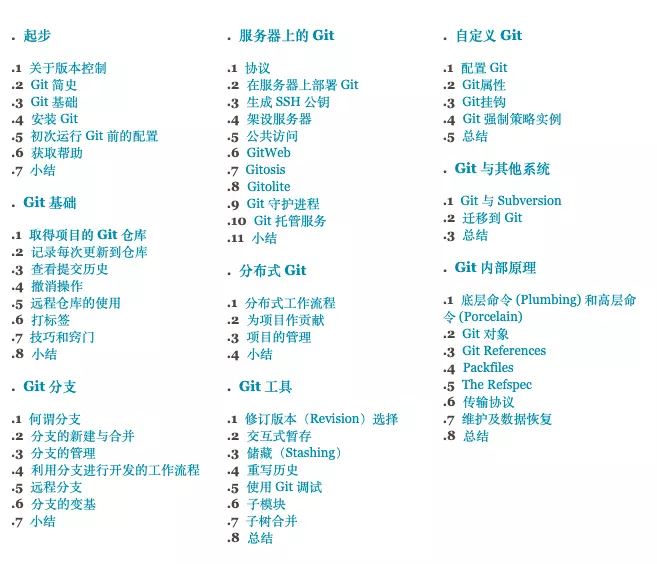 . 起步
.1 关于版本控制
.2 Git 简史
.3 Git 基础
.4 安装 Git
.5 初次运行 Git 前的配置
.6 获取帮助
.7 小结
. Git 基础
.1 取得项目的 Git 仓库
.2 记录每次更新到仓库
.3 查看提交历史
.4 撤消操作
.5 远程仓库的使用
.6 打标签
.7 技巧和窍门
.8 小结
. Git 分支
.1 何谓分支
.2 分支的新建与合并
.3 分支的管理
.4 利用分支进行开发的工作流程
.5 远程分支
.6 分支的变基
.7 小结
. 服务器上的 Git
.1 协议
.2 在服务器上部署 Git
.3 生成 SSH 公钥
.4 架设服务器
.5 公共访问
.6 GitWeb
.7 Gitosis
.8 Gitolite
.9 Git 守护进程
.10 Git 托管服务
.11 小结
. 分布式 Git
.1 分布式工作流程
.2 为项目作贡献
.3 项目的管理
.4 小结
. Git 工具
.1 修订版本（Revision）选择
.2 交互式暂存
.3 储藏（Stashing）
.4 重写历史
.5 使用 Git 调试
.6 子模块
.7 子树合并
.8 总结
. 自定义 Git
.1 配置 Git
.2 Git属性
.3 Git挂钩
.4 Git 强制策略实例
.5 总结
. Git 与其他系统
.1 Git 与 Subversion
.2 迁移到 Git
.3 总结
. Git 内部原理
.1 底层命令 (Plumbing) 和高层命
令 (Porcelain)
.2 Git 对象
.3 Git References
.4 Packfiles
.5 The Refspec
.6 传输协议
.7 维护及数据恢复
.8 总结